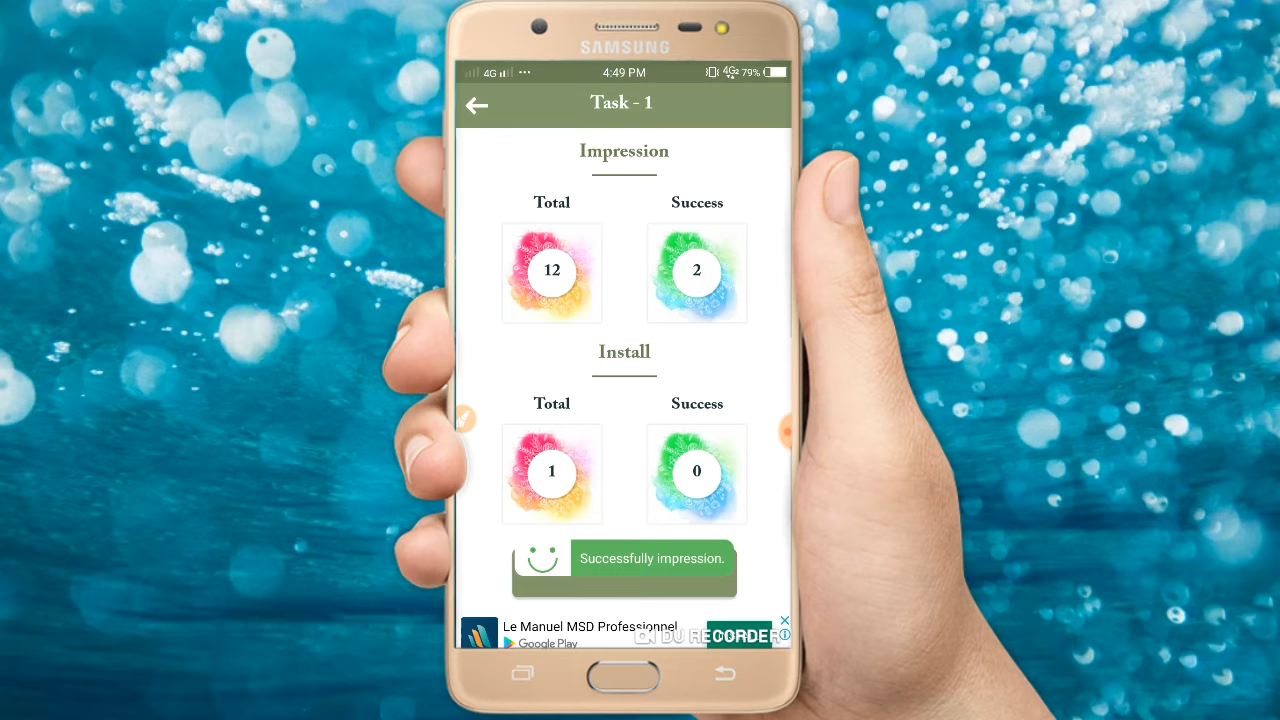 SAMSUNG
4G
4:49 PM
4G
79%
Task - 1
Impression
Total
Success
12
2
Install
Total
Success
1
0
Successfully impression.
Le Manuel MSD Professionnel
Google Play
DU RECORDER